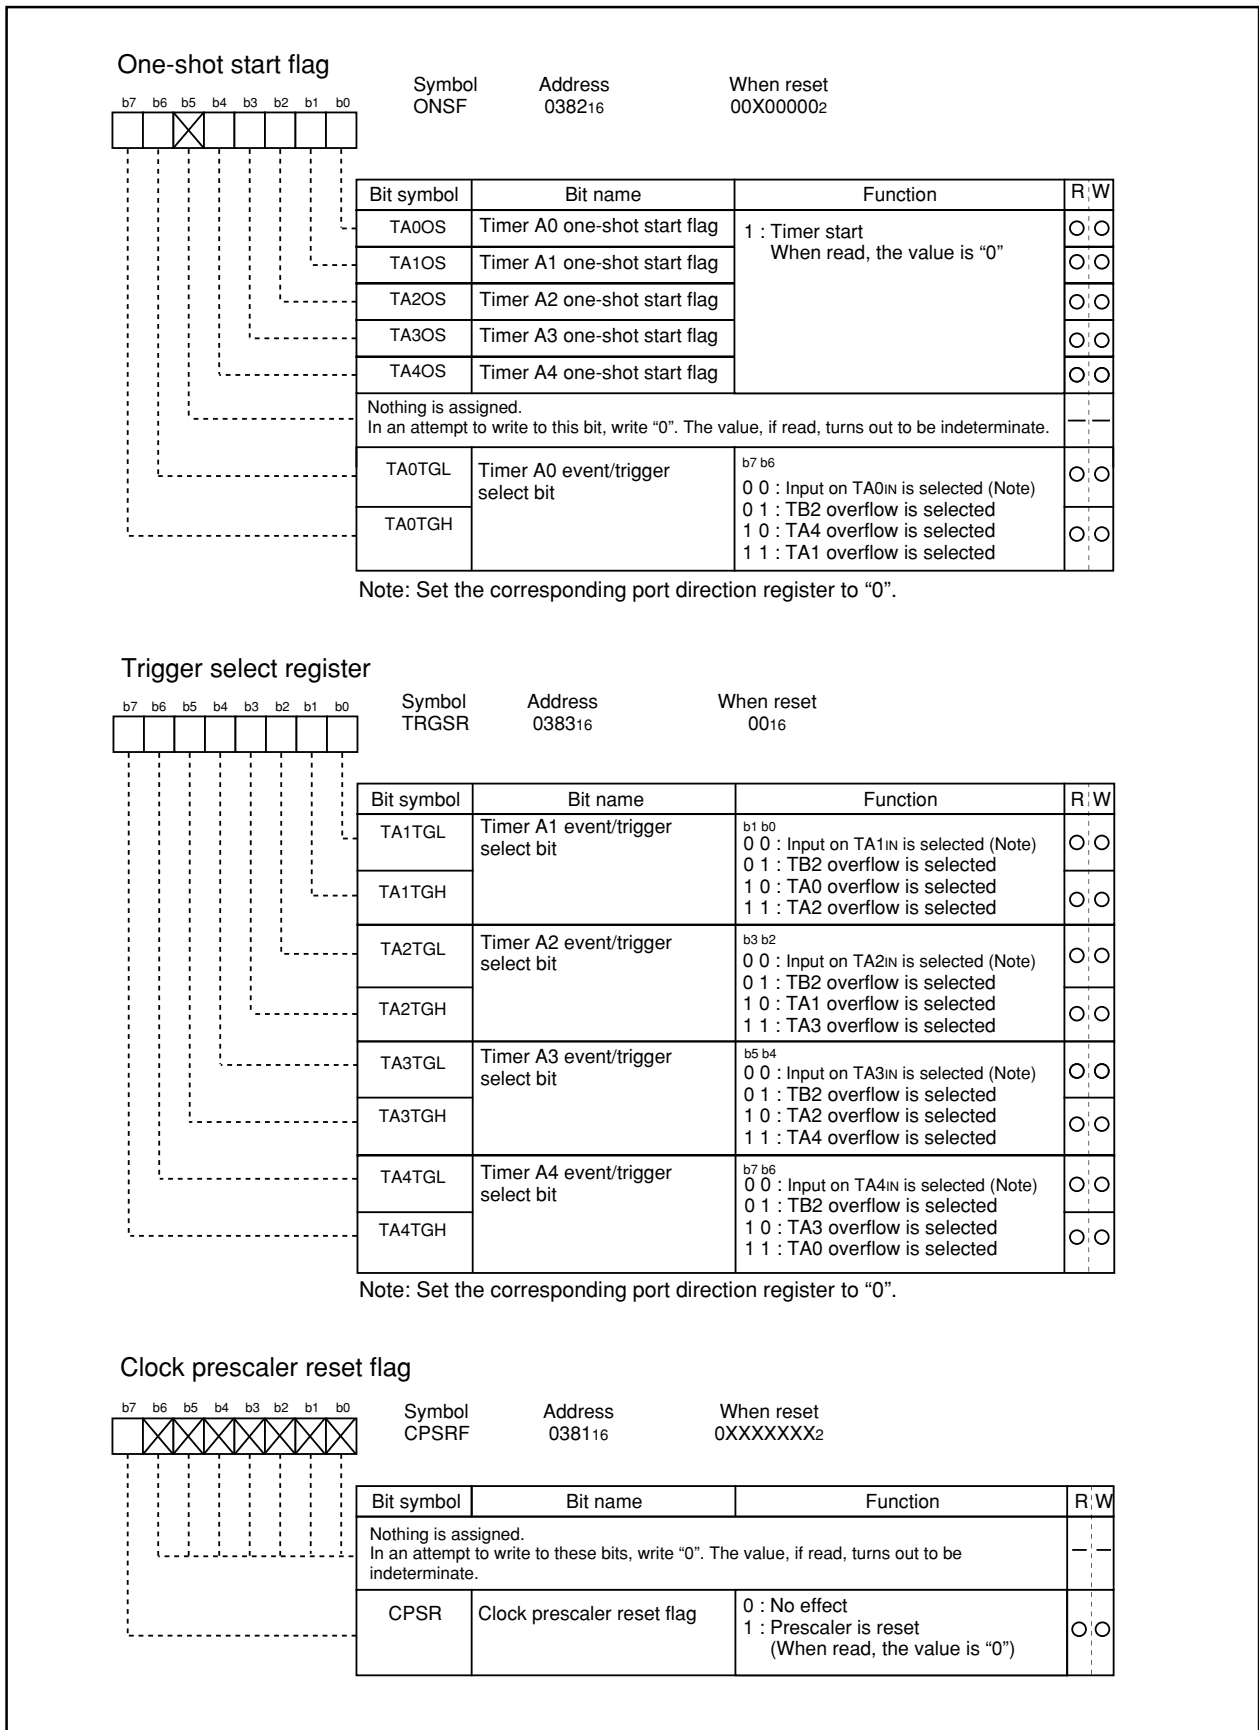 One-shot start flag
Symbol Address When reset
ONSF 038216 00X000002
b7 b6 b5 b4 b3 b2 b1 b0
Bit symbol Bit name Function R W
TA0OS Timer A0 one-shot start flag 1 : Timer start
When read, the value is “0”
TA1OS Timer A1 one-shot start flag
TA2OS Timer A2 one-shot start flag
TA3OS Timer A3 one-shot start flag
TA4OS Timer A4 one-shot start flag
Nothing is assigned.
In an attempt to write to this bit, write “0”. The value, if read, turns out to be indeterminate.
TA0TGL Timer A0 event/trigger
select bit
b7 b6
0 0 : Input on TA0IN is selected (Note)
0 1 : TB2 overflow is selected
1 0 : TA4 overflow is selected
1 1 : TA1 overflow is selected
TA0TGH
Note: Set the corresponding port direction register to “0”.
Trigger select register
Symbol Address When reset
TRGSR 038316 0016
b7 b6 b5 b4 b3 b2 b1 b0
Bit symbol Bit name Function R W
TA1TGL Timer A1 event/trigger
select bit
b1 b0
0 0 : Input on TA1IN is selected (Note)
0 1 : TB2 overflow is selected
1 0 : TA0 overflow is selected
1 1 : TA2 overflow is selected
TA1TGH
TA2TGL Timer A2 event/trigger
select bit
b3 b2
0 0 : Input on TA2IN is selected (Note)
0 1 : TB2 overflow is selected
1 0 : TA1 overflow is selected
1 1 : TA3 overflow is selected
TA2TGH
TA3TGL Timer A3 event/trigger
select bit
b5 b4
0 0 : Input on TA3IN is selected (Note)
0 1 : TB2 overflow is selected
1 0 : TA2 overflow is selected
1 1 : TA4 overflow is selected
TA3TGH
TA4TGL Timer A4 event/trigger
select bit
b7 b6
0 0 : Input on TA4IN is selected (Note)
0 1 : TB2 overflow is selected
1 0 : TA3 overflow is selected
1 1 : TA0 overflow is selected
TA4TGH
Note: Set the corresponding port direction register to “0”.
Clock prescaler reset flag
Symbol Address When reset
CPSRF 038116 0XXXXXXX2
b7 b6 b5 b4 b3 b2 b1 b0
Bit symbol Bit name Function R W
Nothing is assigned.
In an attempt to write to these bits, write “0”. The value, if read, turns out to be
indeterminate.
CPSR Clock prescaler reset flag 0 : No effect
1 : Prescaler is reset
(When read, the value is “0”)